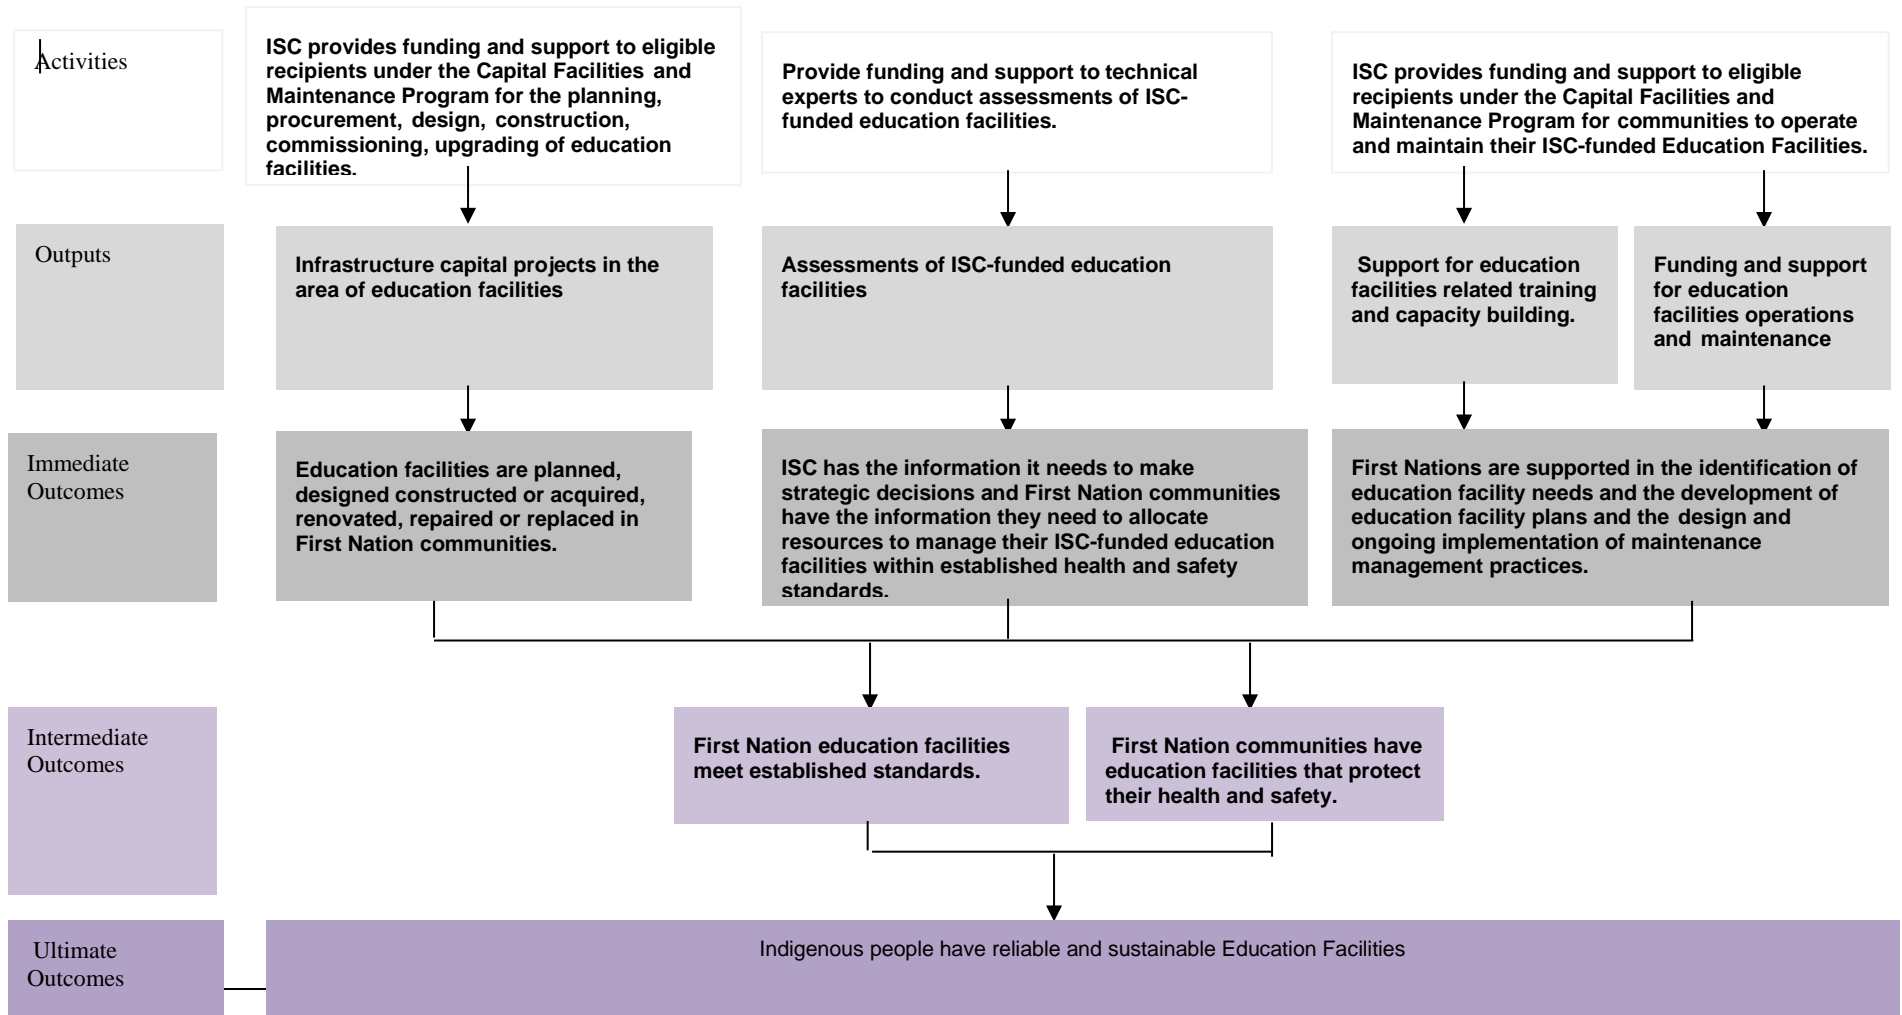 Activities
ISC provides funding and support to eligible
recipients under the Capital Facilities and
Maintenance Program for the planning,
procurement, design, construction,
commissioning, upgrading of education
facilities.
Provide funding and support to technical
experts to conduct assessments of ISC-
funded education facilities.
ISC provides funding and support to eligible
recipients under the Capital Facilities and
Maintenance Program for communities to operate
and maintain their ISC-funded Education Facilities.
Outputs
Infrastructure capital projects in the
area of education facilities
Assessments of ISC-funded education
facilities
Support for education
facilities related training
and capacity building.
Funding and support
for education
facilities operations
and maintenance
Immediate
Outcomes
Education facilities are planned,
designed constructed or acquired,
renovated, repaired or replaced in
First Nation communities.
ISC has the information it needs to make
strategic decisions and First Nation communities
have the information they need to allocate
resources to manage their ISC-funded education
facilities within established health and safety
standards.
First Nations are supported in the identification of
education facility needs and the development of
education facility plans and the design and
ongoing implementation of maintenance
management practices.
Intermediate
Outcomes
First Nation education facilities
meet established standards.
First Nation communities have
education facilities that protect
their health and safety.
Ultimate
Outcomes
Indigenous people have reliable and sustainable Education Facilities